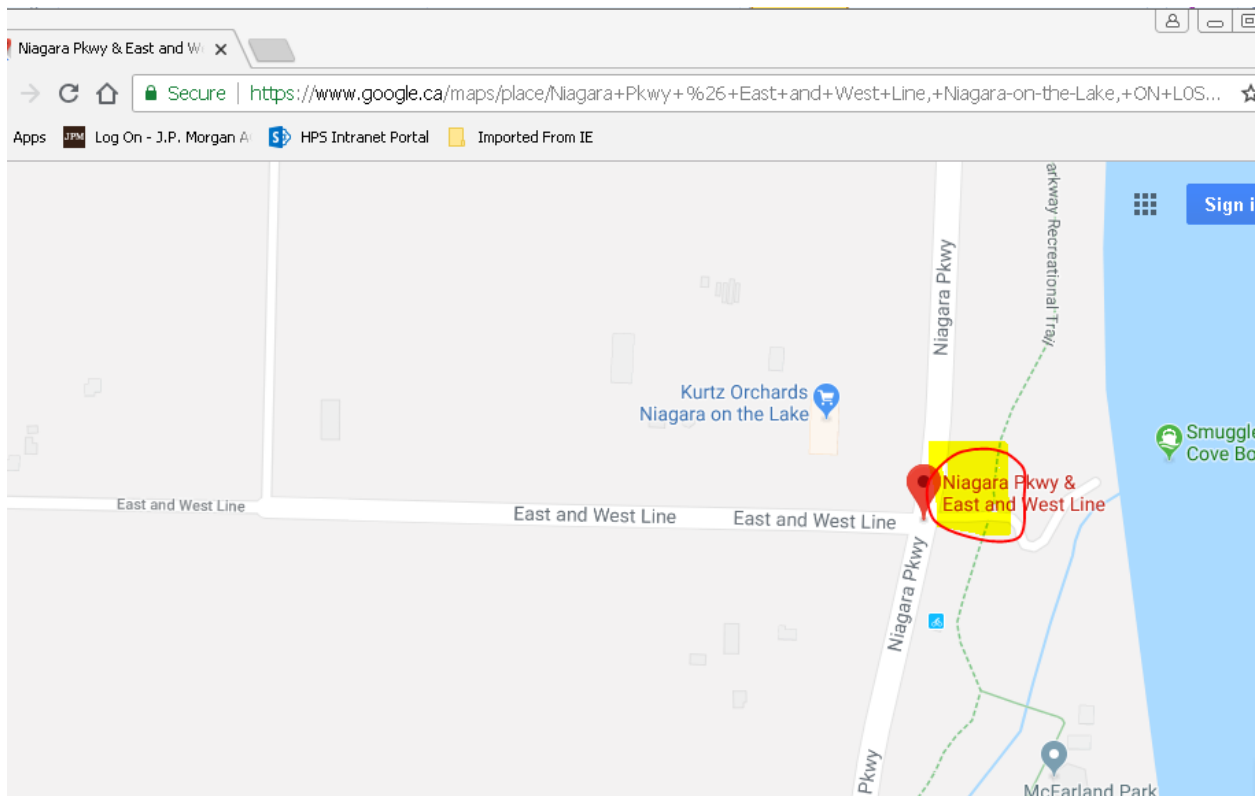 Niagara Pkwy & East and W
Secure | https://www.google.ca/maps/place/Niagara+Pkwy+%26+East+and+West+Line,+Niagara-on-the-Lake,+ON+L0S...
Apps JPM Log On - J.P. Morgan A HPS Intranet Portal Imported From IE
arkway Recreational Trail
Sign i
Niagara Pkwy
Kurtz Orchards
Niagara on the Lake
Smuggle
Cove Bo
Niagara Pkwy &
East and West Line
East and West Line
East and West Line
East and West Line
Niagara Pkwy
Pkwy
McFarland Park